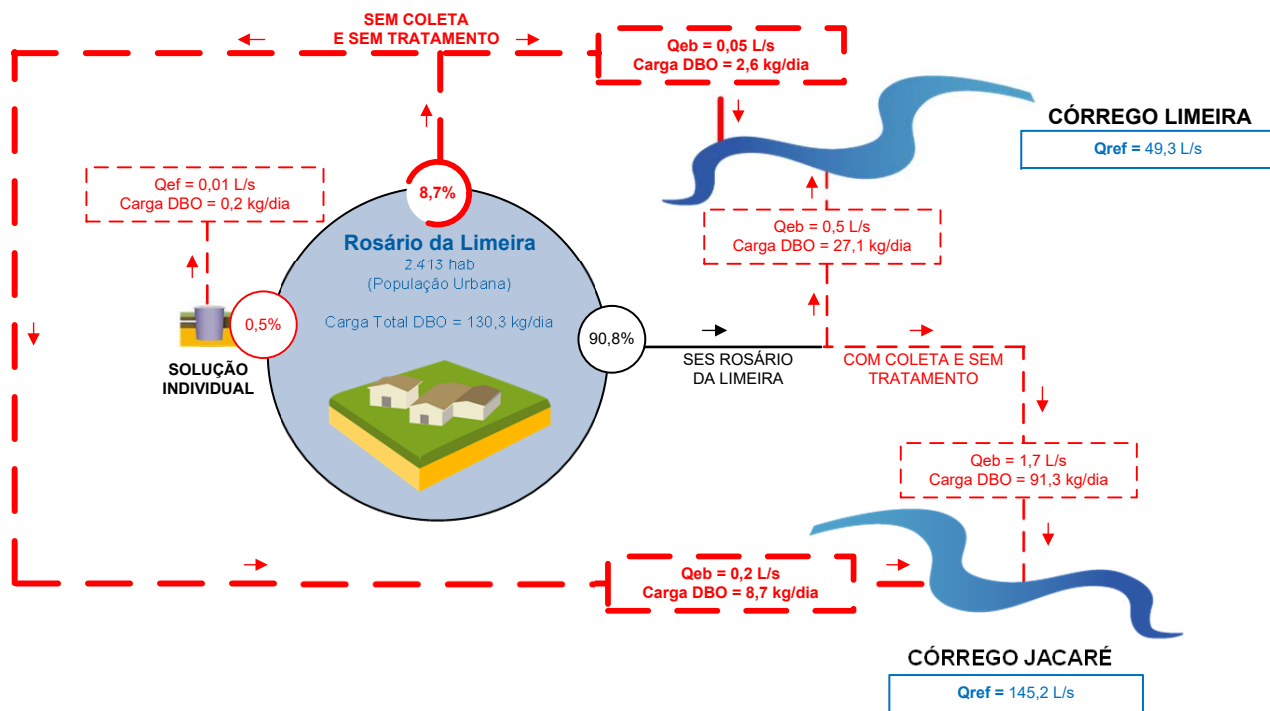 SEM COLETA
E SEM TRATAMENTO
Qeb = 0,05 L/s
Carga DBO = 2,6 kg/dia
CÓRREGO LIMEIRA
Qref = 49,3 L/s
Qef = 0,01 L/s
Carga DBO = 0,2 kg/dia
8,7%
Qeb = 0,5 L/s
Carga DBO = 27,1 kg/dia
Rosário da Limeira
2.413 hab
(População Urbana)
Carga Total DBO = 130,3 kg/dia
0,5%
90,8%
SOLUÇÃO
INDIVIDUAL
SES ROSÁRIO
DA LIMEIRA
COM COLETA E SEM
TRATAMENTO
Qeb = 1,7 L/s
Carga DBO = 91,3 kg/dia
Qeb = 0,2 L/s
Carga DBO = 8,7 kg/dia
CÓRREGO JACARÉ
Qref = 145,2 L/s